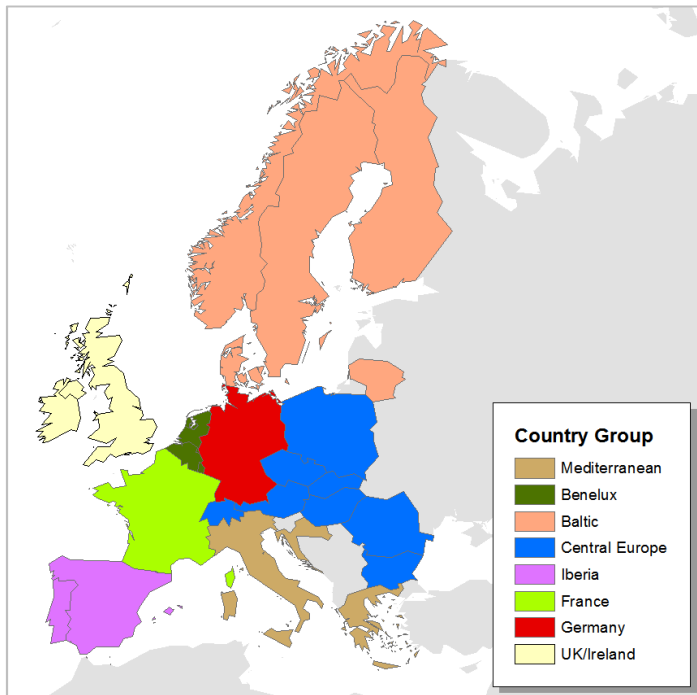 Country Group
Mediterranean
Benelux
Baltic
Central Europe
Iberia
France
Germany
UK/Ireland